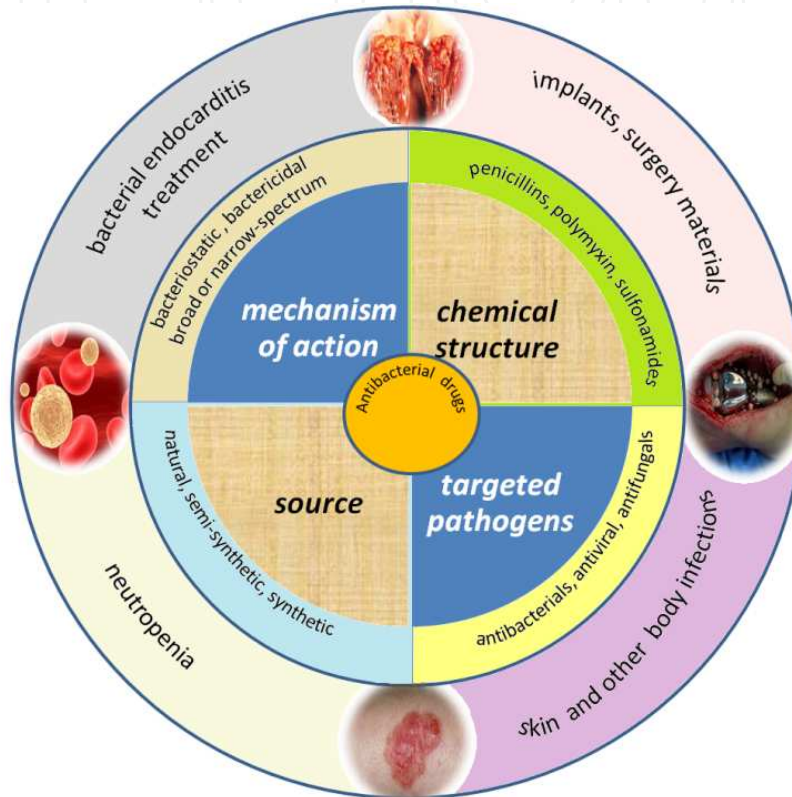 bacterial endocarditis
treatment
implants, surgery materials
bacteriostatic, bactericidal
broad or narrow-spectrum
penicillins, polymyxin, sulfonamides
mechanism
of action
chemical
structure
Antibacterial drugs
source
targeted
pathogens
natural, semi-synthetic, synthetic
antibacterials, antiviral, antifungals
neutropenia
skin and other body infections